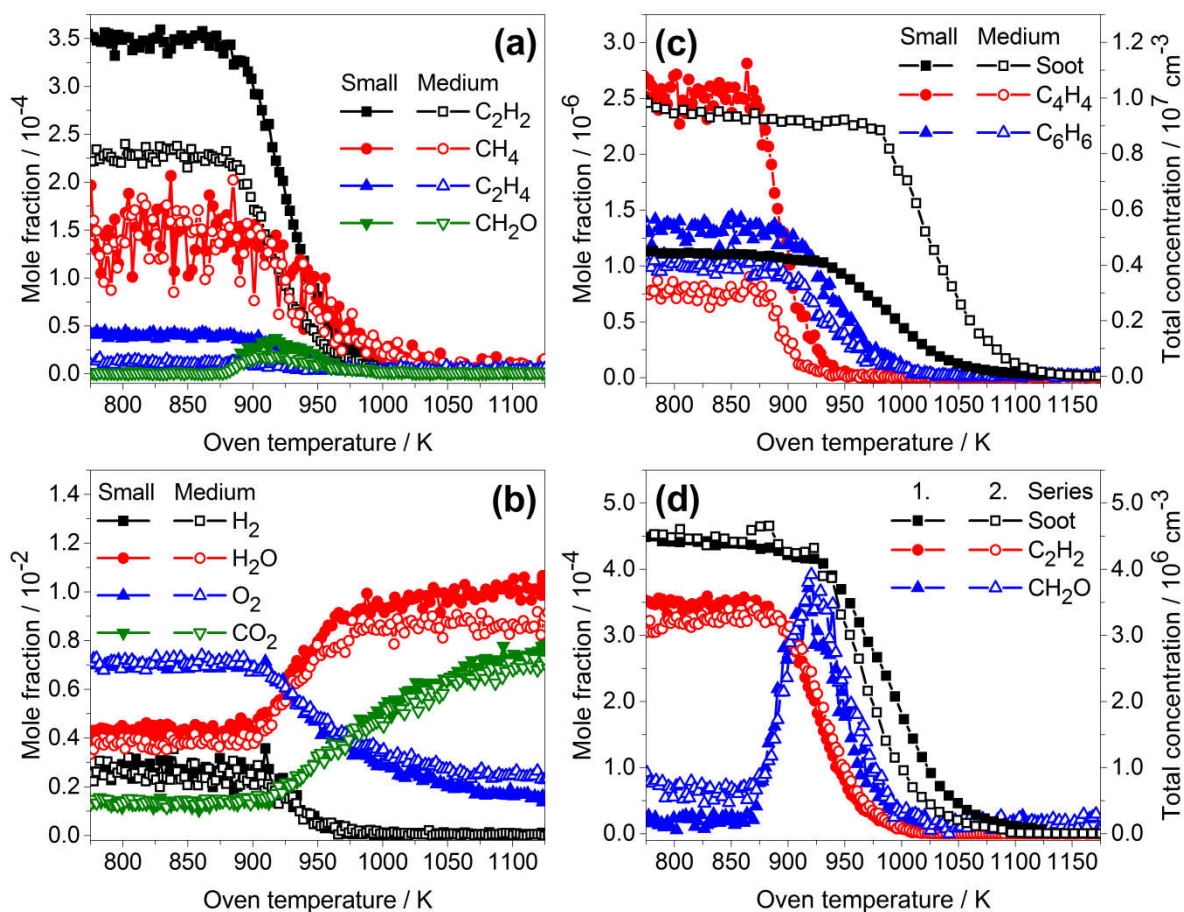 (a)
Small Medium
C₂H₂
CH₄
C₂H₄
CH₂O
Mole fraction / 10⁻⁴
3.5
3.0
2.5
2.0
1.5
1.0
0.5
0.0
800 850 900 950 1000 1050 1100
Oven temperature / K
(c)
Small Medium
Soot
C₄H₄
C₆H₆
Mole fraction / 10⁻⁶
3.0
2.5
2.0
1.5
1.0
0.5
0.0
Total concentration / 10⁷ cm⁻³
1.2
1.0
0.8
0.6
0.4
0.2
0.0
800 850 900 950 1000 1050 1100 1150
Oven temperature / K
(b)
Small Medium
H₂
H₂O
O₂
CO₂
Mole fraction / 10⁻²
1.4
1.2
1.0
0.8
0.6
0.4
0.2
0.0
800 850 900 950 1000 1050 1100
Oven temperature / K
(d)
1. 2. Series
Soot
C₂H₂
CH₂O
Mole fraction / 10⁻⁴
5.0
4.0
3.0
2.0
1.0
0.0
Total concentration / 10⁶ cm⁻³
5.0
4.0
3.0
2.0
1.0
0.0
800 850 900 950 1000 1050 1100 1150
Oven temperature / K